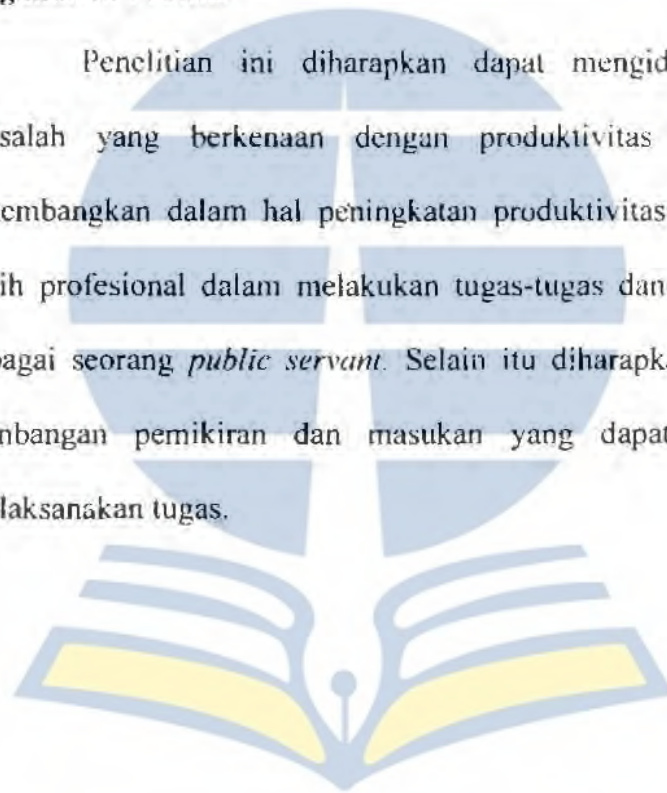 Penelitian ini diharapkan dapat mengid
salah yang berkenaan dengan produktivitas
embangkan dalam hal peningkatan produktivitas
ih profesional dalam melakukan tugas-tugas dan
bagai seorang public servant. Selain itu diharapk
nbangan pemikiran dan masukan yang dapat
laksanakan tugas.